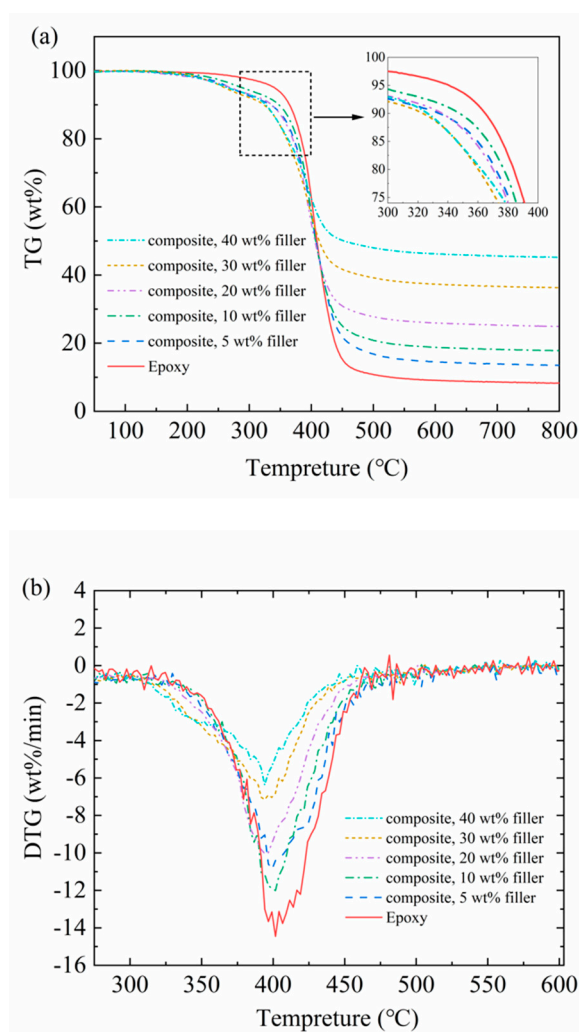 (a)
100
80
60
40
20
0
TG (wt%)
100
95
90
85
80
75
300 320 340 360 380 400
composite, 40 wt% filler
composite, 30 wt% filler
composite, 20 wt% filler
composite, 10 wt% filler
composite, 5 wt% filler
Epoxy
100 200 300 400 500 600 700 800
Tempreture (℃)
(b)
4
2
0
-2
-4
-6
-8
-10
-12
-14
-16
DTG (wt%/min)
composite, 40 wt% filler
composite, 30 wt% filler
composite, 20 wt% filler
composite, 10 wt% filler
composite, 5 wt% filler
Epoxy
300 350 400 450 500 550 600
Tempreture (℃)